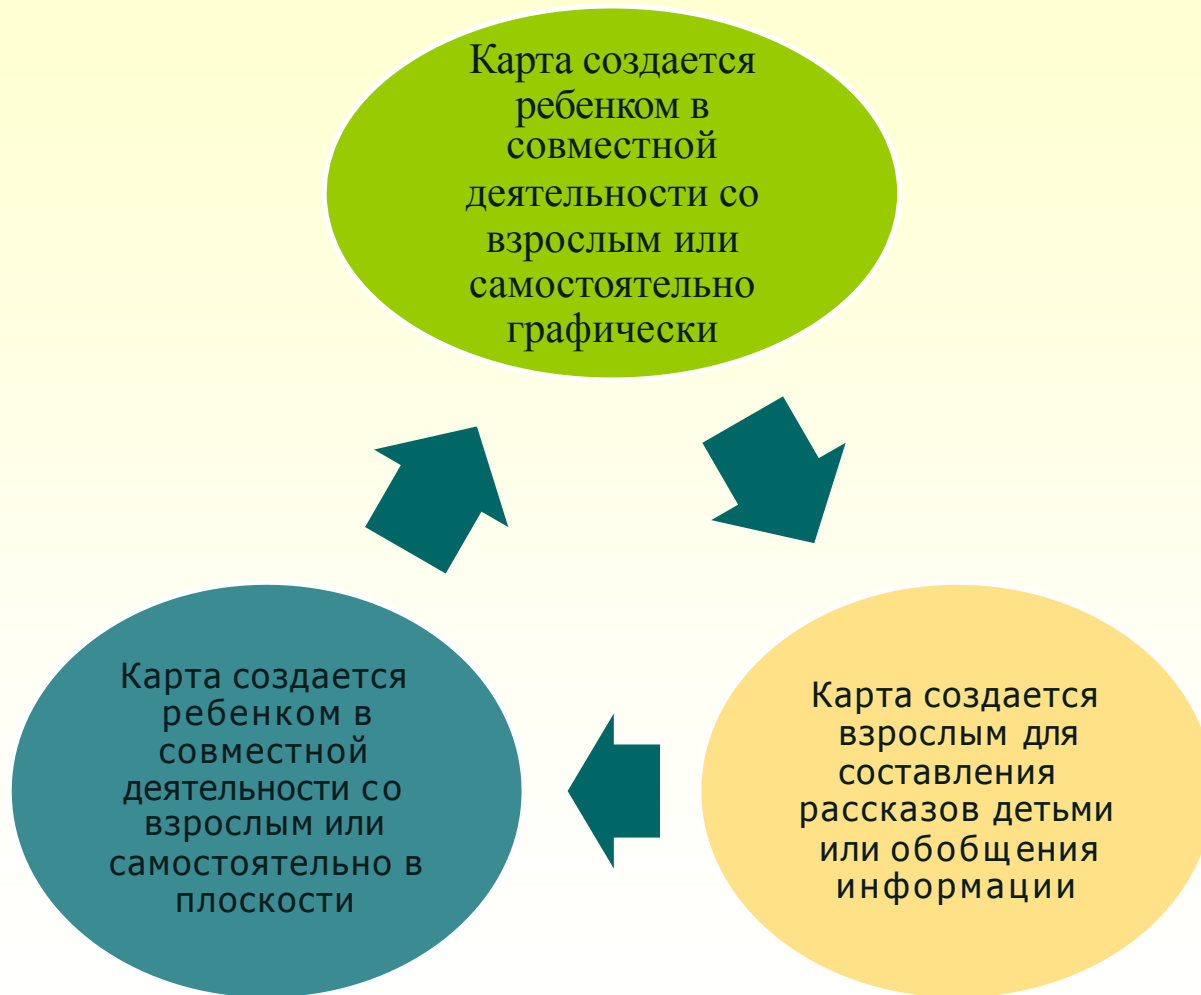 Карта создается
ребенком в
совместной
деятельности со
взрослым или
самостоятельно
графически
Карта создается
ребенком в
совместной
деятельности со
взрослым или
самостоятельно в
плоскости
Карта создается
взрослым для
составления
рассказов детьми
или обобщения
информации